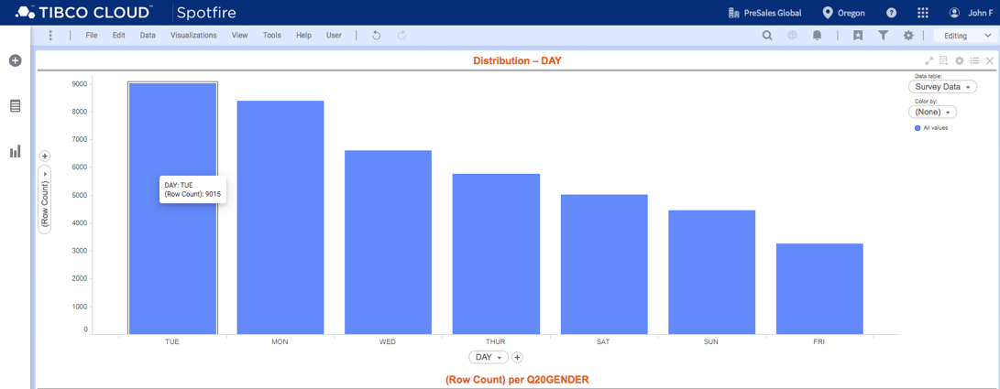 TIBCO CLOUD™ Spotfire
PreSales Global Oregon ? John F
File Edit Data Visualizations View Tools Help User Editing
Distribution – DAY
Data table:
Survey Data
Color by:
(None)
All values
(Row Count)
9000
8000
7000
6000
5000
4000
3000
2000
1000
0
DAY: TUE
(Row Count): 9015
TUE MON WED THUR SAT SUN FRI
DAY
(Row Count) per Q20GENDER